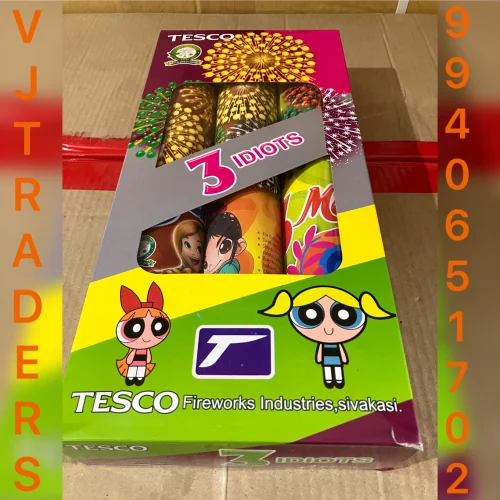 VJTRADERS
9940651702
TESCO
3 IDIOTS
T
TESCO Fireworks Industries,sivakasi.
TESCO
3 IDIOTS